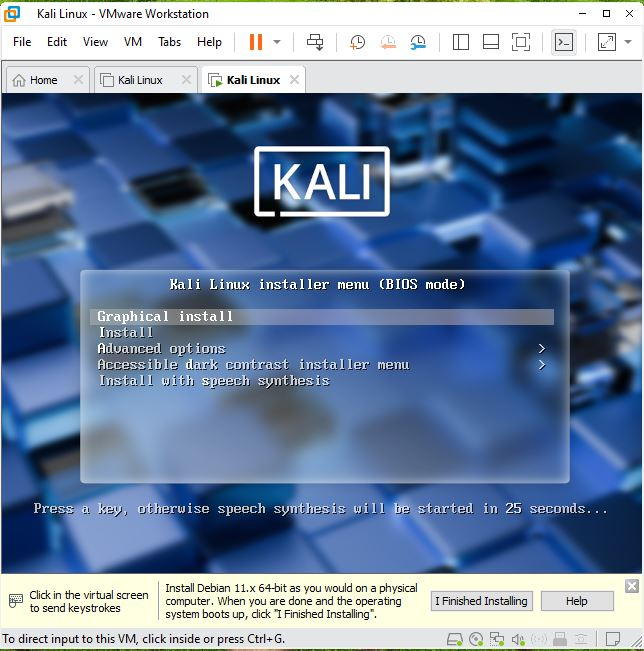 Kali Linux - VMware Workstation
File Edit View VM Tabs Help
Home Kali Linux Kali Linux
KALI
Kali Linux installer menu (BIOS mode)
Graphical install
Install
Advanced options >
Accessible dark contrast installer menu >
Install with speech synthesis
Press a key, otherwise speech synthesis will be started in 25 seconds...
Click in the virtual screen
to send keystrokes
Install Debian 11.x 64-bit as you would on a physical
computer. When you are done and the operating
system boots up, click "I Finished Installing".
I Finished Installing Help
To direct input to this VM, click inside or press Ctrl+G.